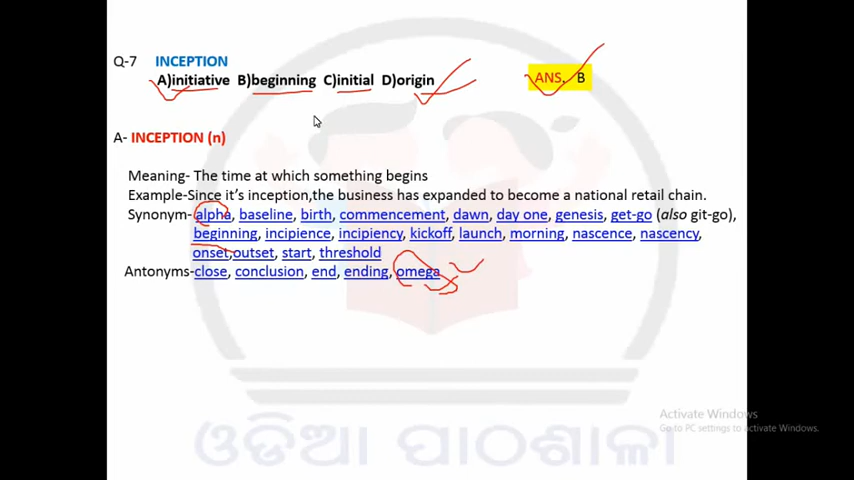 Q-7 INCEPTION
A)initiative B)beginning C)initial D)origin
ANS. B
A- INCEPTION (n)
Meaning- The time at which something begins
Example-Since it's inception,the business has expanded to become a national retail chain.
Synonym- alpha, baseline, birth, commencement, dawn, day one, genesis, get-go (also git-go),
beginning, incipience, incipiency, kickoff, launch, morning, nascence, nascency,
onset,outset, start, threshold
Antonyms-close, conclusion, end, ending, omega
Activate Windows
Go to PC settings to activate Windows.
ଓଡ଼ିଆ ପାଠଶାଳା